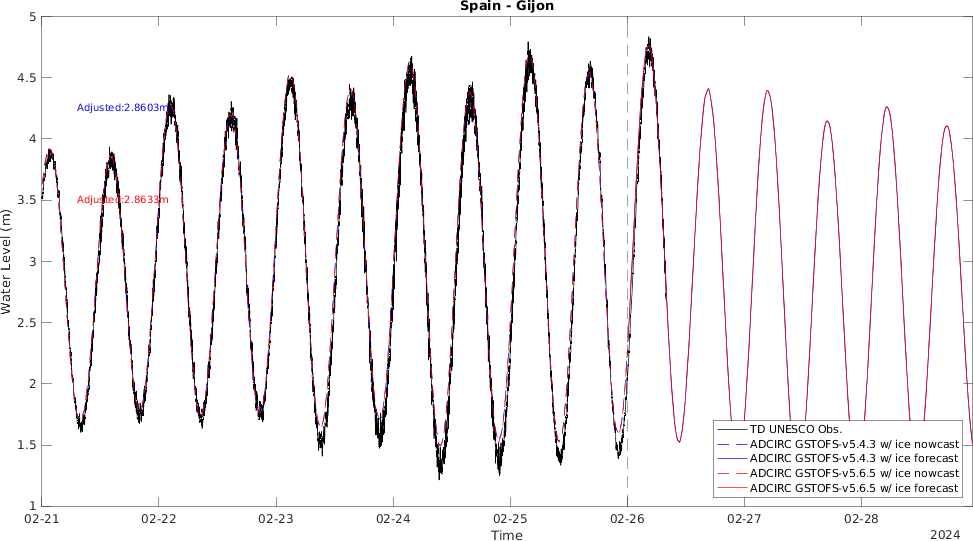 Spain - Gijon
5
4.5
4
3.5
3
2.5
2
1.5
1
Water Level (m)
Adjusted:2.8603m
Adjusted:2.8633m
TD UNESCO Obs.
ADCIRC GSTOFS-v5.4.3 w/ ice nowcast
ADCIRC GSTOFS-v5.4.3 w/ ice forecast
ADCIRC GSTOFS-v5.6.5 w/ ice nowcast
ADCIRC GSTOFS-v5.6.5 w/ ice forecast
02-21 02-22 02-23 02-24 02-25 02-26 02-27 02-28
Time
2024